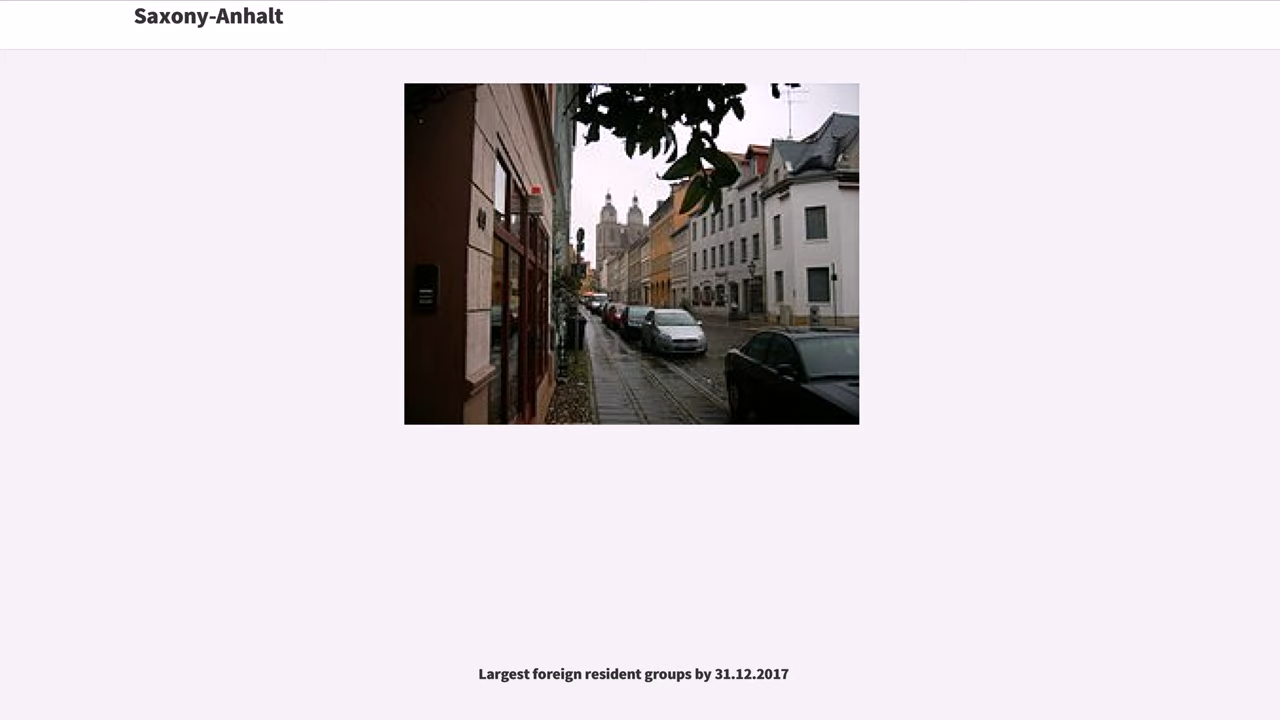 Saxony-Anhalt
Largest foreign resident groups by 31.12.2017